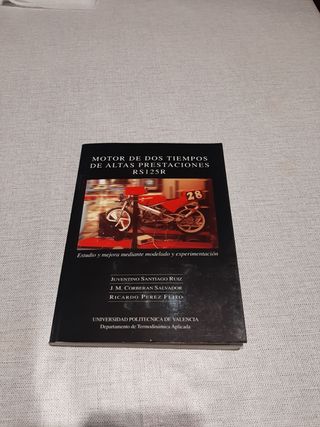 MOTOR DE DOS TIEMPOS
DE ALTAS PRESTACIONES
RS125R
28
Estudio y mejora mediante modelado y experimentación
JUVENTINO SANTIAGO RUIZ
J. M. CORBERAN SALVADOR
RICARDO PEREZ FEITO
UNIVERSIDAD POLITECNICA DE VALENCIA
Departamento de Termodinámica Aplicada